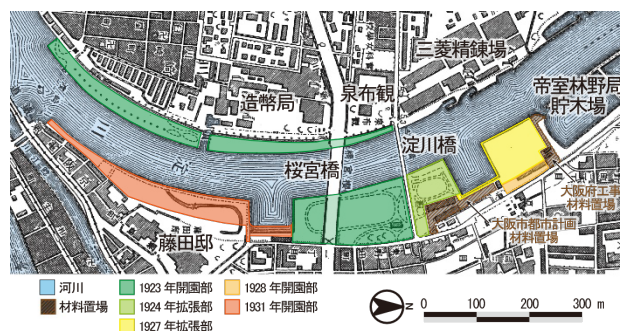 三菱精錬場
帝室林野局
貯木場
造幣局
泉布観
淀川橋
桜宮橋
大阪府工事
材料置場
大阪市都市計画
材料置場
藤田邸
河川
材料置場
1923 年開園部
1924 年拡張部
1927 年拡張部
1928 年開園部
1931 年開園部
N
0 100 200 300 m